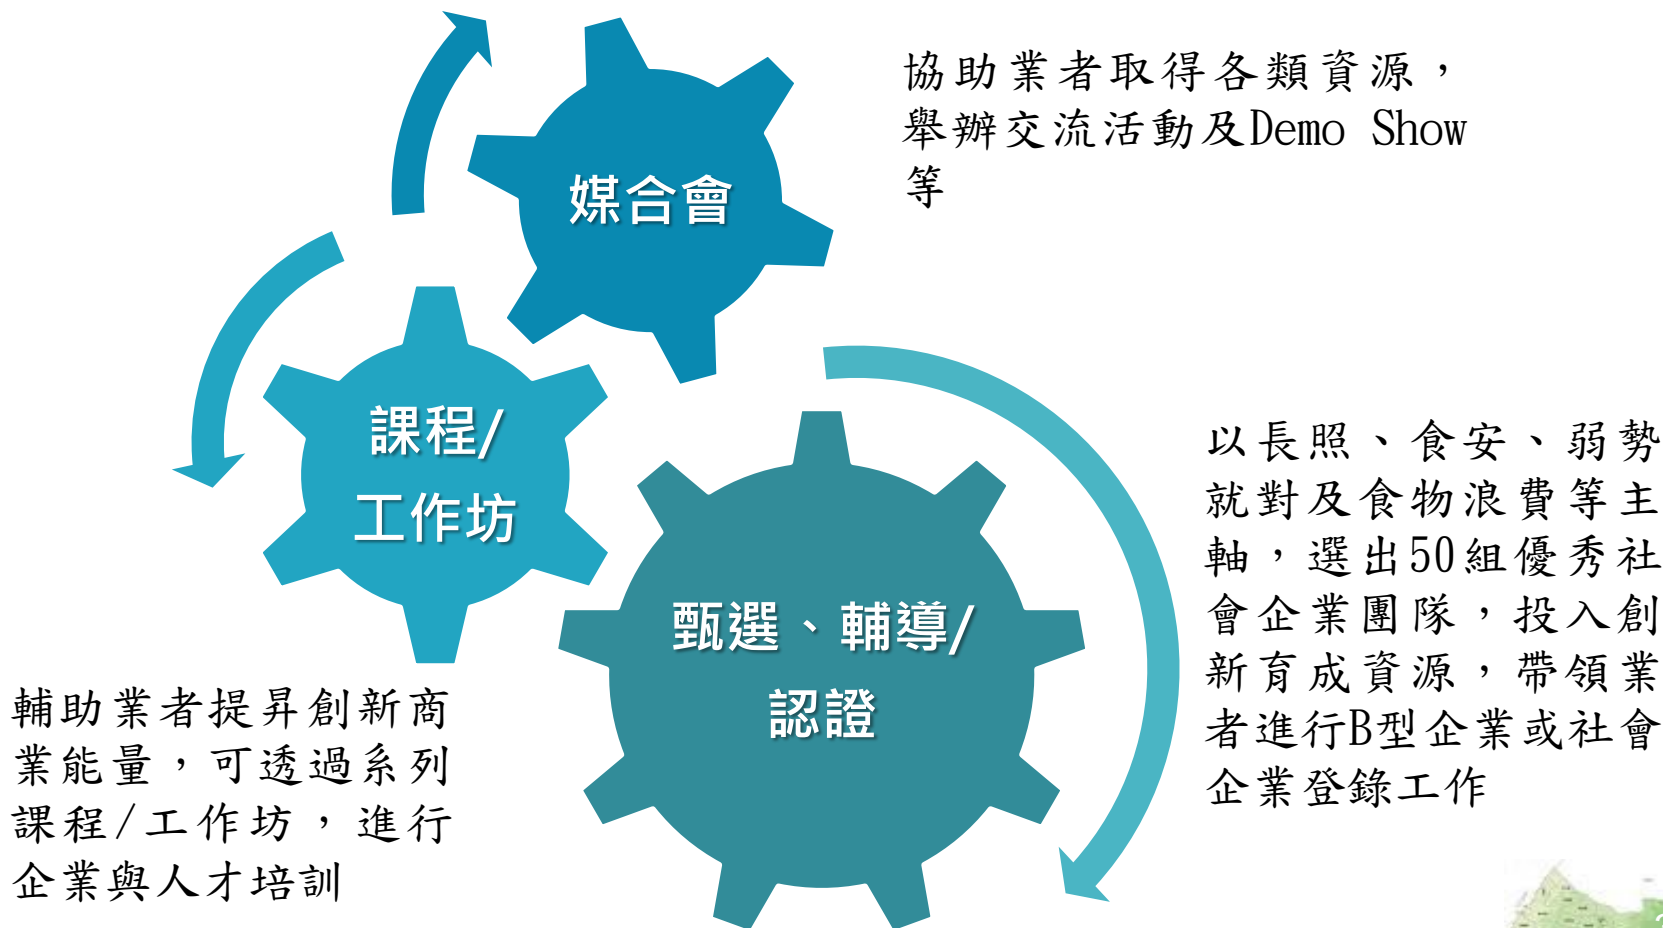 協助業者取得各類資源，
舉辦交流活動及Demo Show
等
媒合會
課程/
工作坊
甄選、輔導/
認證
以長照、食安、弱勢
就對及食物浪費等主
軸，選出50組優秀社
會企業團隊，投入創
新育成資源，帶領業
者進行B型企業或社會
企業登錄工作
輔助業者提昇創新商
業能量，可透過系列
課程/工作坊，進行
企業與人才培訓